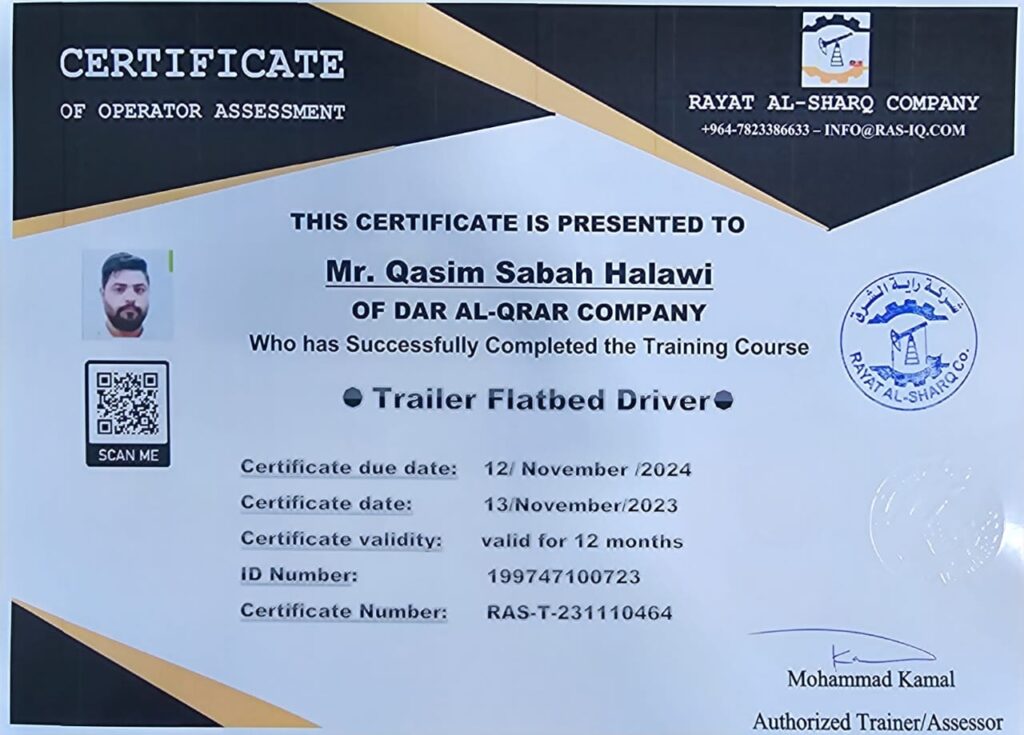 CERTIFICATE
OF OPERATOR ASSESSMENT
RAYAT AL-SHARQ COMPANY
+964-7823386633 – INFO@RAS-IQ.COM
THIS CERTIFICATE IS PRESENTED TO
Mr. Qasim Sabah Halawi
OF DAR AL-QRAR COMPANY
Who has Successfully Completed the Training Course
Trailer Flatbed Driver
شركة راية الشرق
RAYAT AL-SHARQ Co.
SCAN ME
Certificate due date: 12/ November /2024
Certificate date: 13/November/2023
Certificate validity: valid for 12 months
ID Number: 199747100723
Certificate Number: RAS-T-231110464
Mohammad Kamal
Authorized Trainer/Assessor